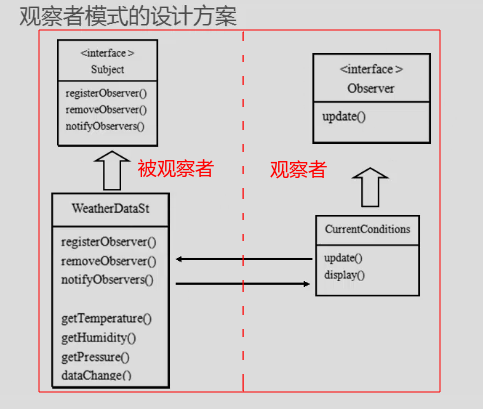 观察者模式的设计方案
<interface >
Subject
registerObserver()
removeObserver()
notifyObservers()
<interface >
Observer
update()
被观察者
观察者
WeatherDataSt
registerObserver()
removeObserver()
notifyObservers()
getTemperature()
getHumidity()
getPressure()
dataChange()
CurrentConditions
update()
display()